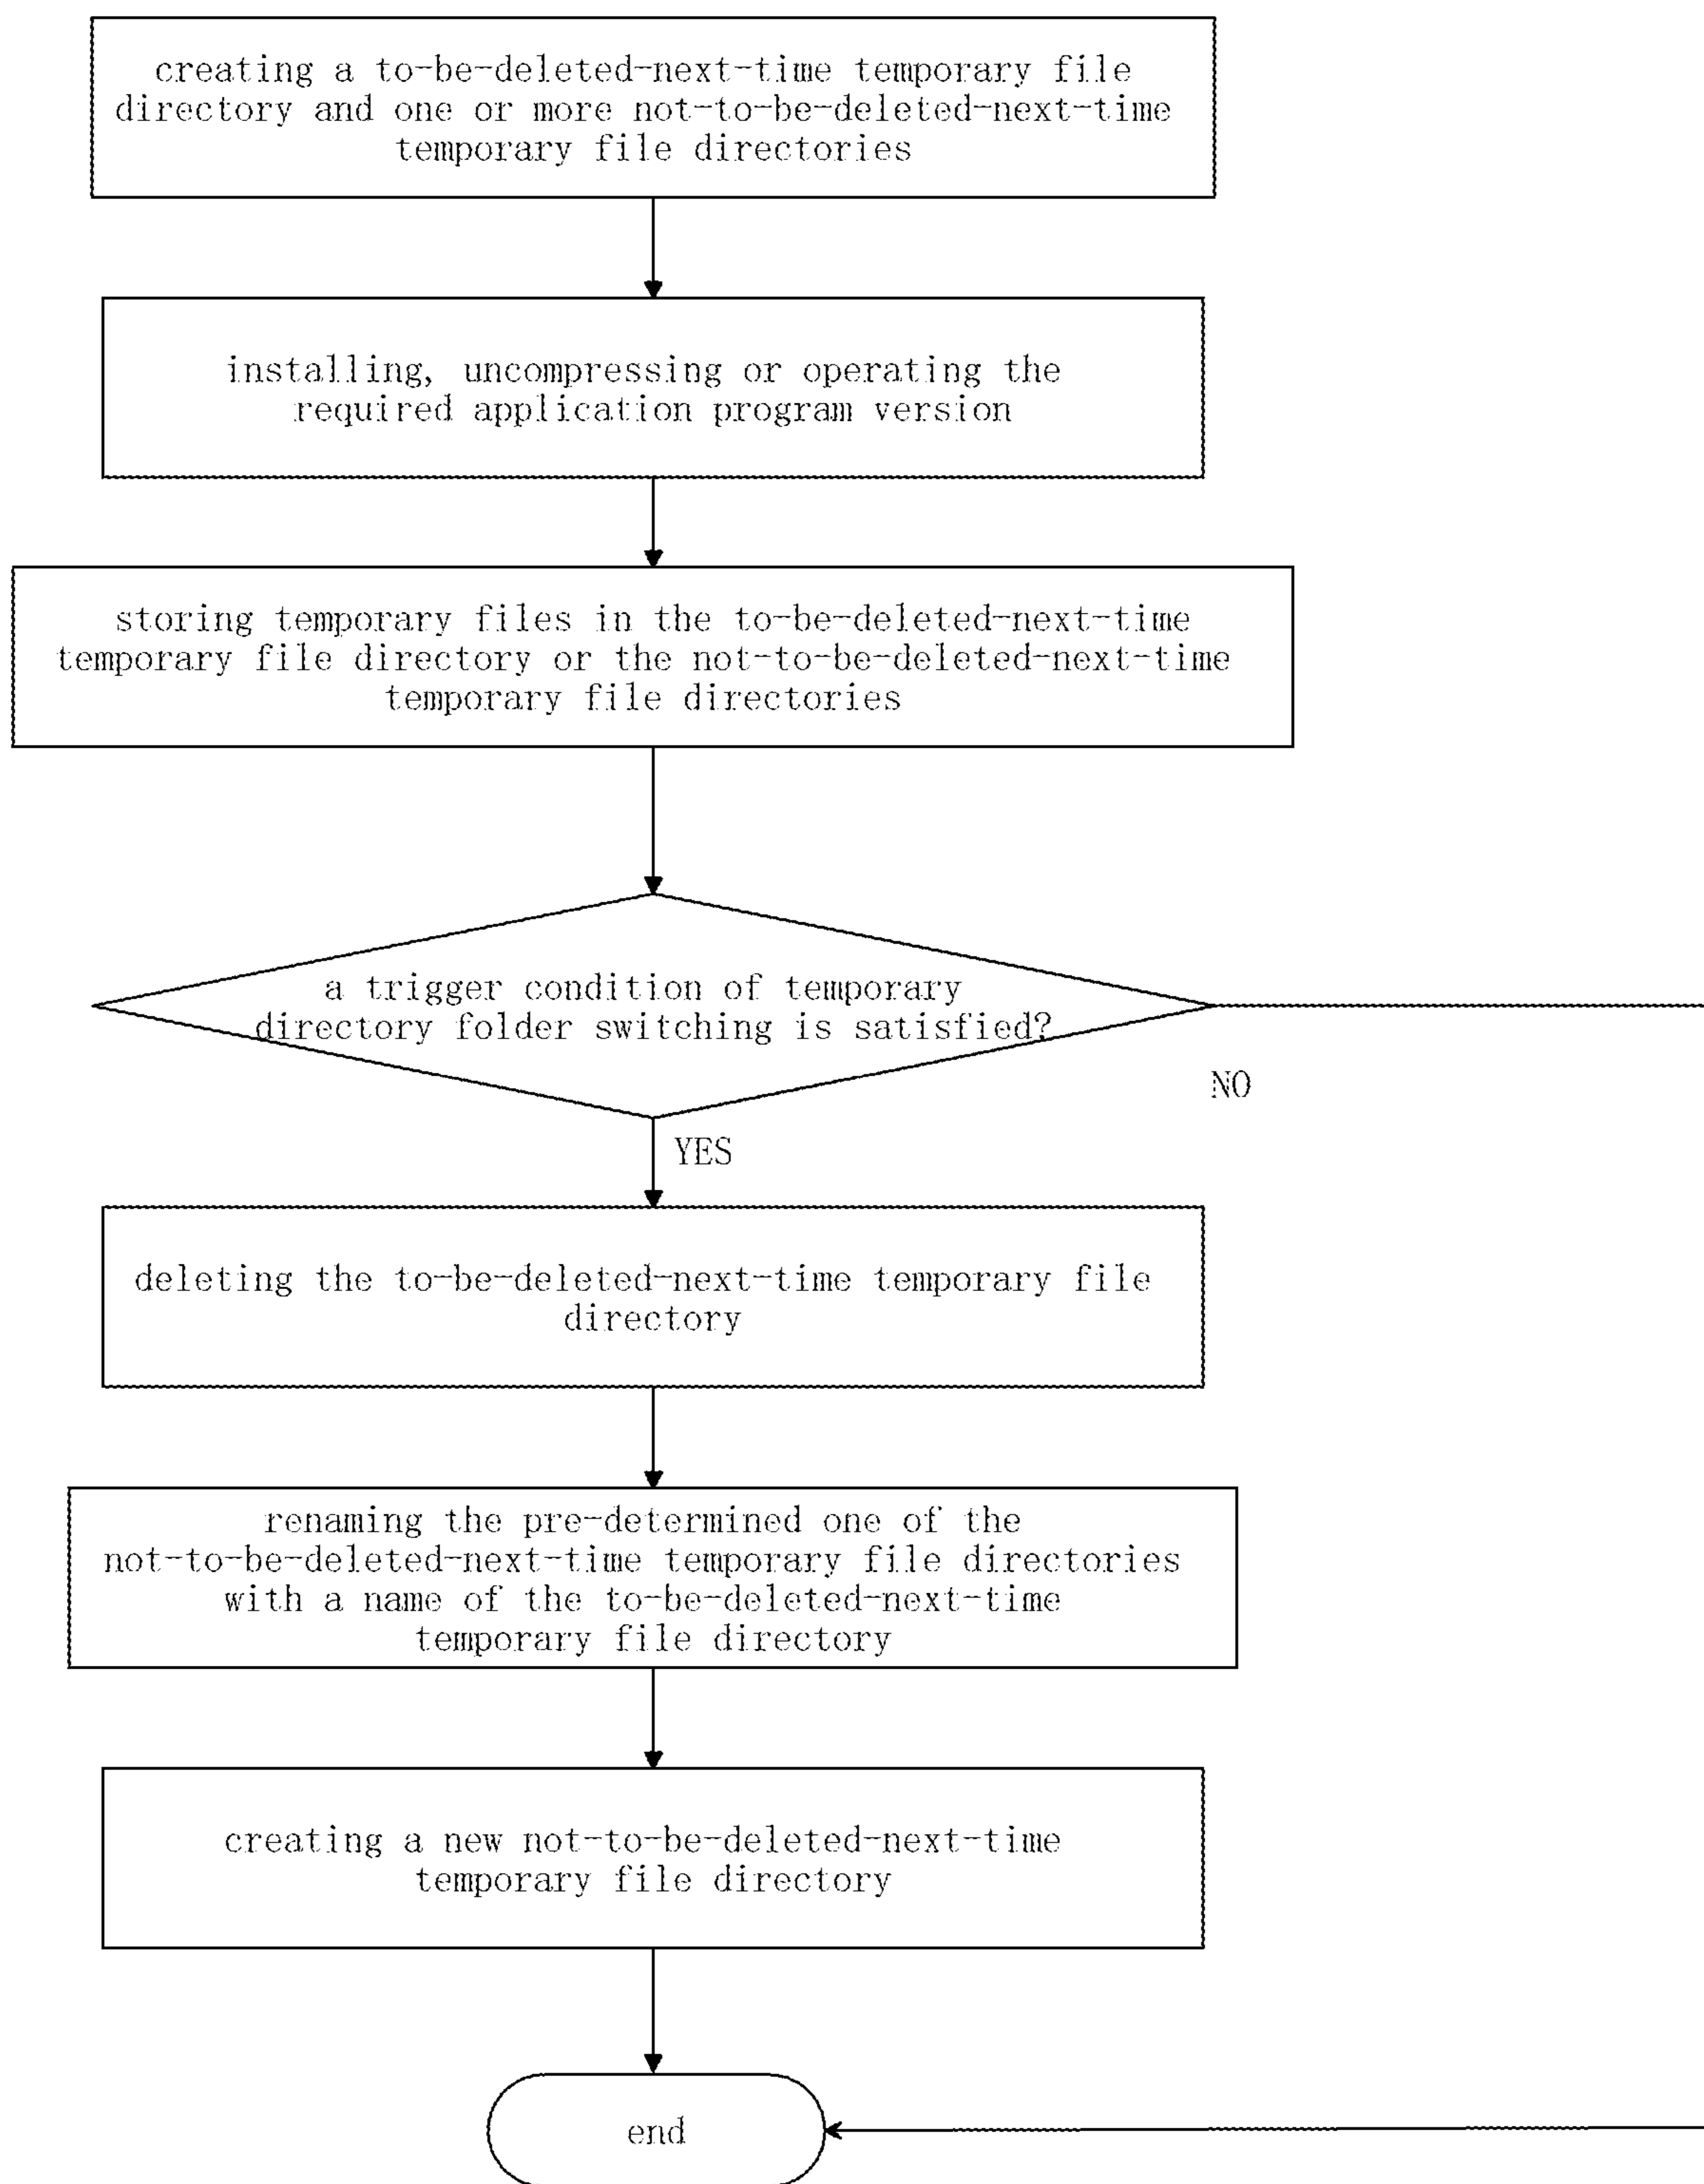 creating a to-be-deleted-next-time temporary file
directory and one or more not-to-be-deleted-next-time
temporary file directories
installing, uncompressing or operating the
required application program version
storing temporary files in the to-be-deleted-next-time
temporary file directory or the not-to-be-deleted-next-time
temporary file directories
a trigger condition of temporary
directory folder switching is satisfied?
NO
YES
deleting the to-be-deleted-next-time temporary file
directory
renaming the pre-determined one of the
not-to-be-deleted-next-time temporary file directories
with a name of the to-be-deleted-next-time
temporary file directory
creating a new not-to-be-deleted-next-time
temporary file directory
end